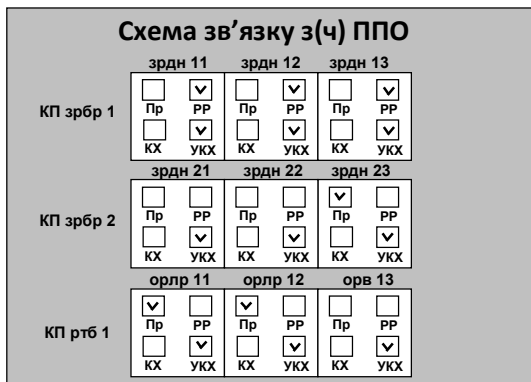 Схема зв’язку з(ч) ППО
зрдн 11 зрдн 12 зрдн 13
КП зрбр 1
Пр РР Пр РР Пр РР
КХ УКХ КХ УКХ КХ УКХ
зрдн 21 зрдн 22 зрдн 23
КП зрбр 2
Пр РР Пр РР Пр РР
КХ УКХ КХ УКХ КХ УКХ
орлр 11 орлр 12 орв 13
КП ртб 1
Пр РР Пр РР Пр РР
КХ УКХ КХ УКХ КХ УКХ